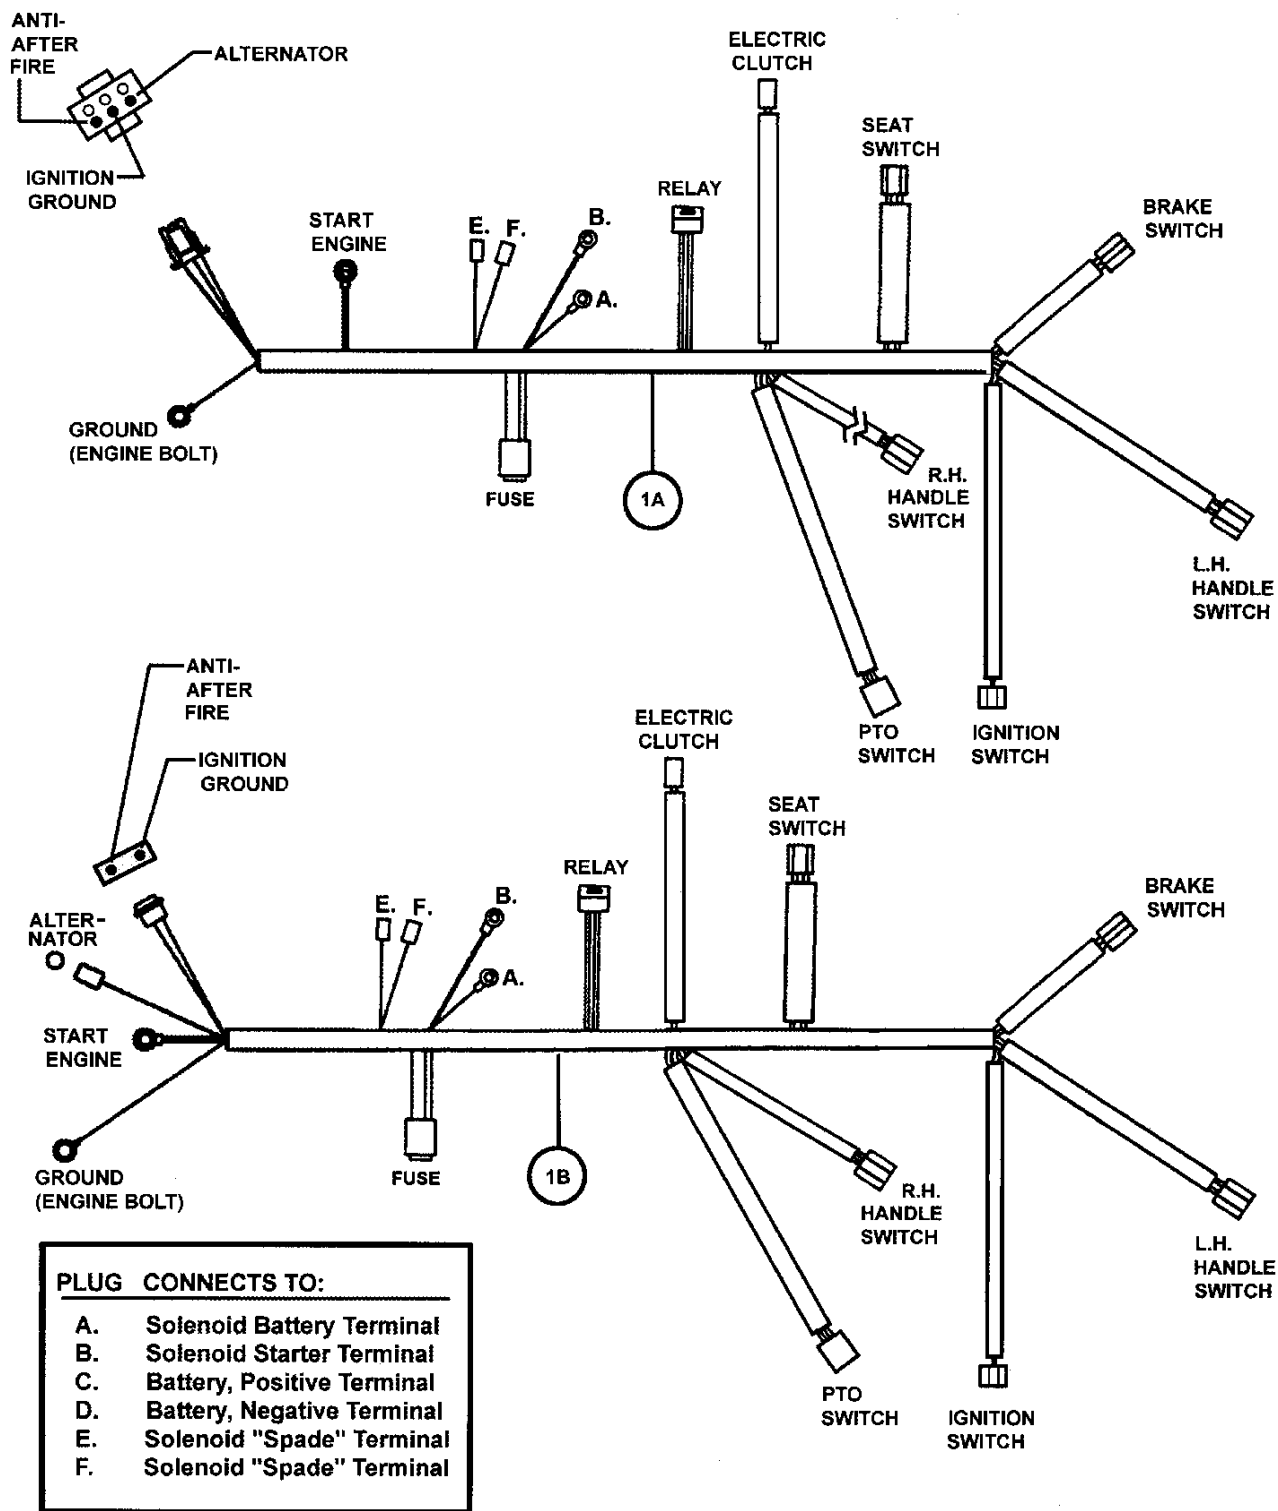 ANTI-
AFTER
FIRE
ALTERNATOR
IGNITION
GROUND
START
ENGINE
E.
F.
B.
A.
RELAY
ELECTRIC
CLUTCH
SEAT
SWITCH
BRAKE
SWITCH
GROUND
(ENGINE BOLT)
FUSE
1A
R.H.
HANDLE
SWITCH
L.H.
HANDLE
SWITCH
PTO
SWITCH
IGNITION
SWITCH
ANTI-
AFTER
FIRE
IGNITION
GROUND
ALTER-
NATOR
START
ENGINE
GROUND
(ENGINE BOLT)
E.
F.
B.
A.
RELAY
ELECTRIC
CLUTCH
SEAT
SWITCH
BRAKE
SWITCH
FUSE
1B
R.H.
HANDLE
SWITCH
L.H.
HANDLE
SWITCH
PTO
SWITCH
IGNITION
SWITCH
PLUG CONNECTS TO:
A. Solenoid Battery Terminal
B. Solenoid Starter Terminal
C. Battery, Positive Terminal
D. Battery, Negative Terminal
E. Solenoid "Spade" Terminal
F. Solenoid "Spade" Terminal